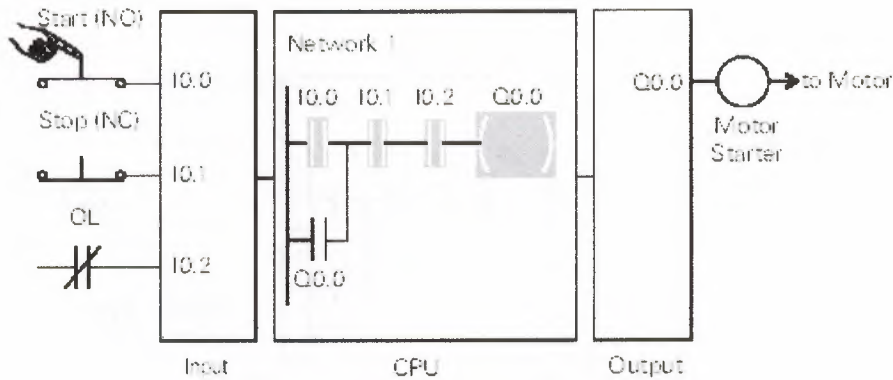 Start (NO)
I0.0
Stop (NC)
I0.1
OL
I0.2
Network 1
I0.0 I0.1 I0.2 Q0.0
Q0.0
Q0.0
to Motor
Motor
Starter
Input
CPU
Output